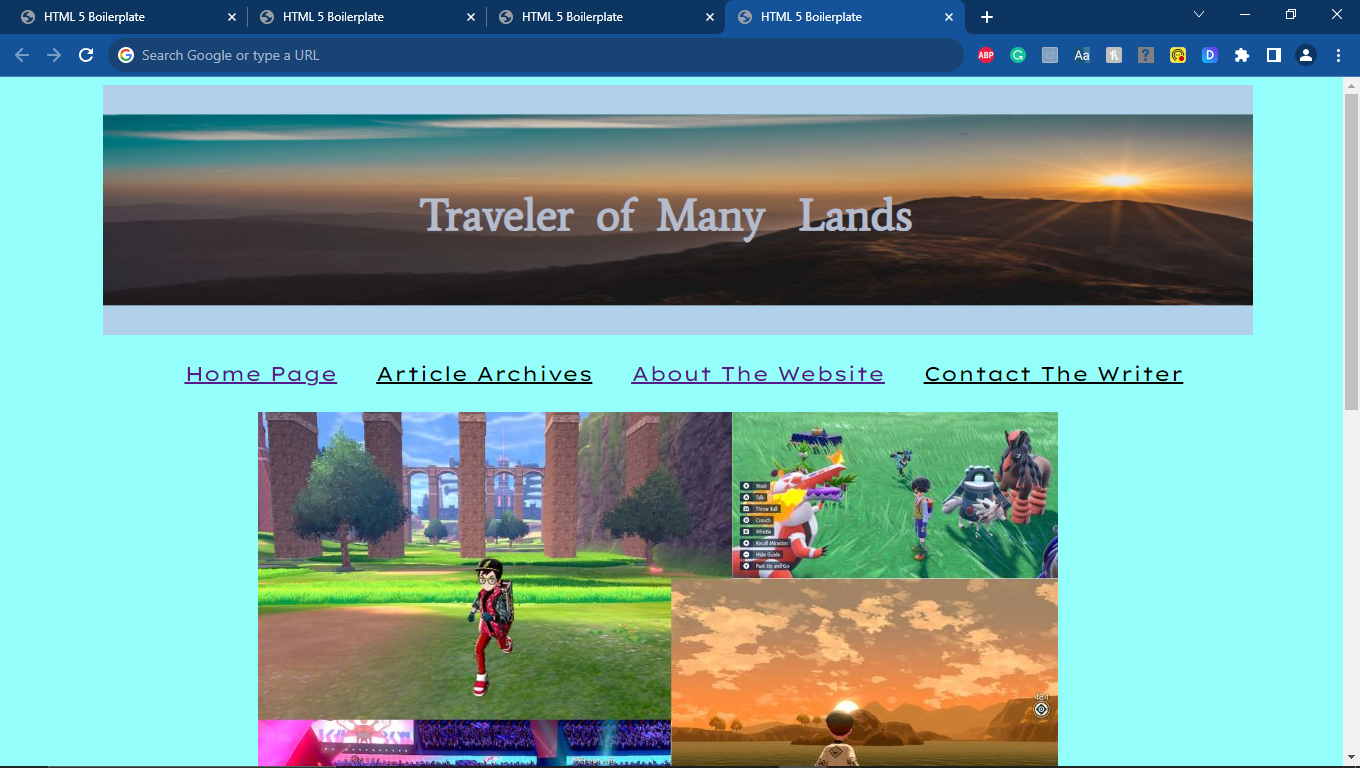 HTML 5 Boilerplate HTML 5 Boilerplate HTML 5 Boilerplate HTML 5 Boilerplate
Search Google or type a URL
ABP G Aa ? D
Traveler of Many Lands
Home Page Article Archives About The Website Contact The Writer
Wash
Talk
Throw Ball
Crouch
Whistle
Recall Miraidon
Hide Guide
Pack Up and Go
484